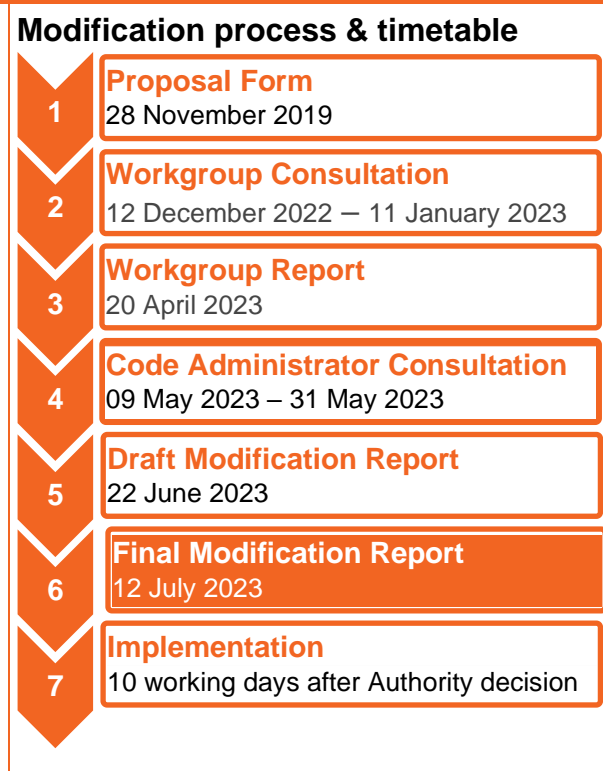 Modification process & timetable
1
Proposal Form
28 November 2019
2
Workgroup Consultation
12 December 2022 – 11 January 2023
3
Workgroup Report
20 April 2023
4
Code Administrator Consultation
09 May 2023 – 31 May 2023
5
Draft Modification Report
22 June 2023
6
Final Modification Report
12 July 2023
7
Implementation
10 working days after Authority decision